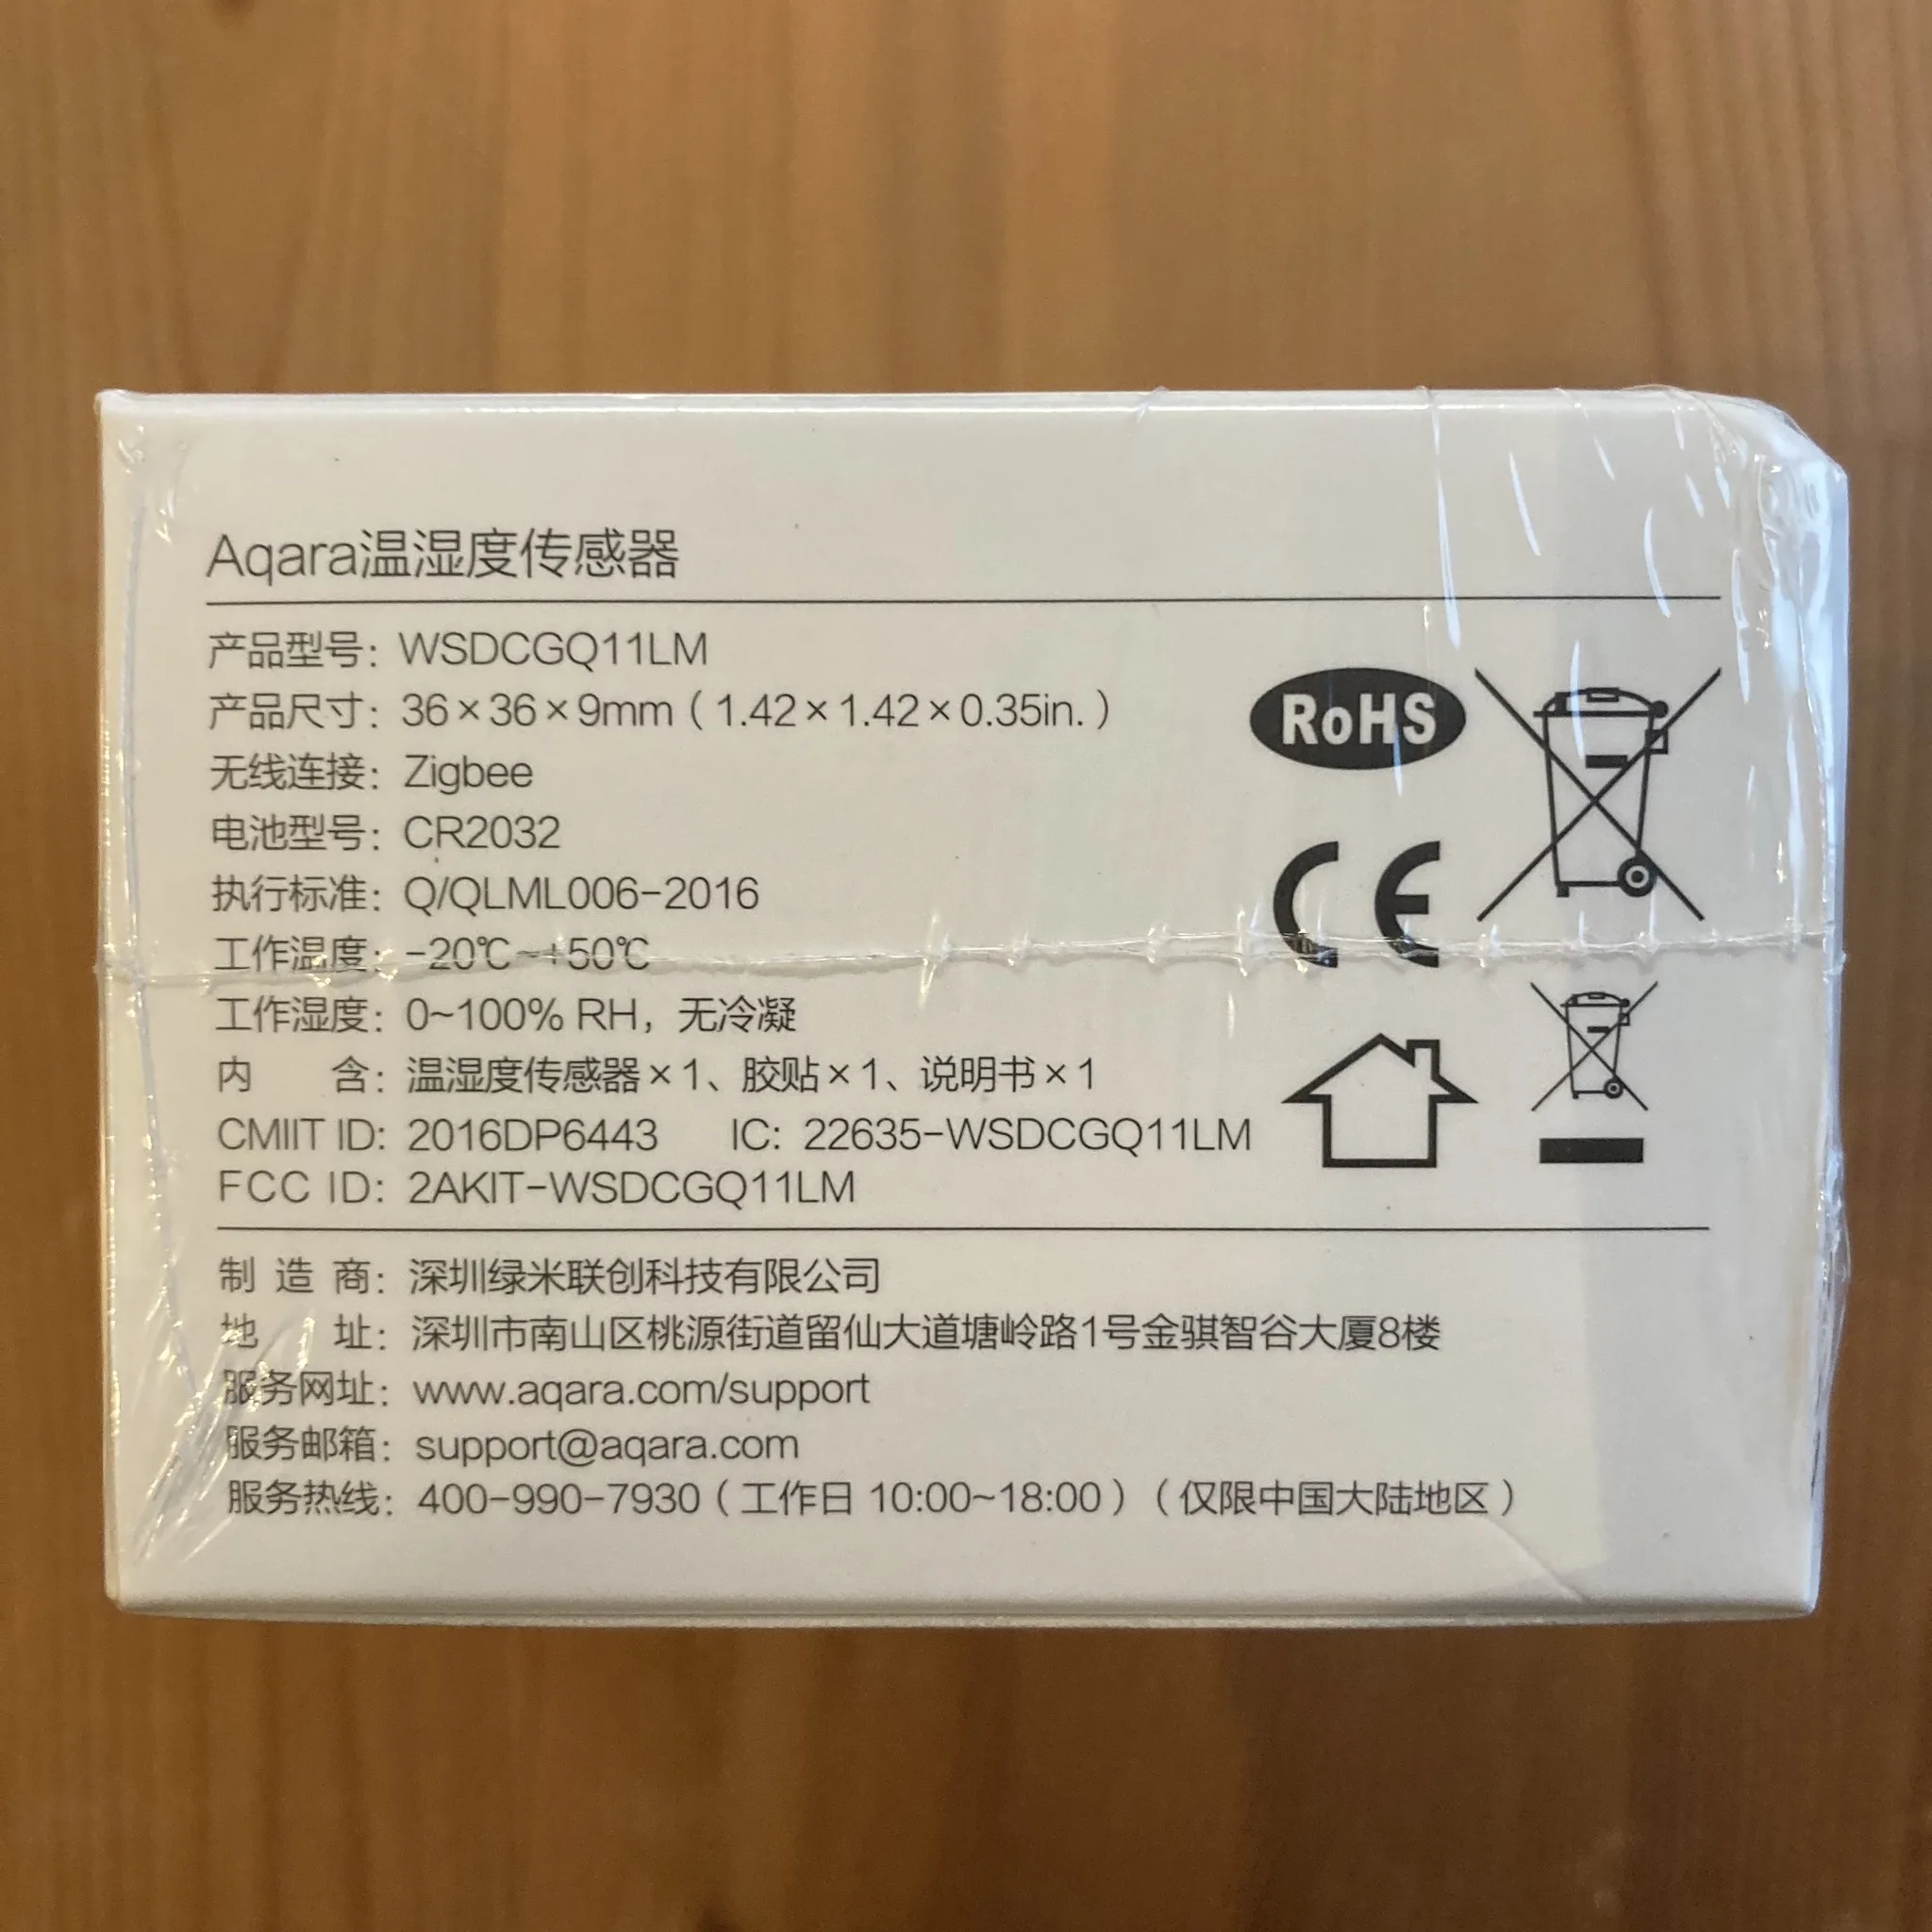 Aqara温湿度传感器
产品型号：WSDCGQ11LM
产品尺寸：36×36×9mm（1.42×1.42×0.35in.）
无线连接：Zigbee
电池型号：CR2032
执行标准：Q/QLML006-2016
工作温度：-20℃~+50℃
工作湿度：0~100% RH，无冷凝
内 含：温湿度传感器×1、胶贴×1、说明书×1
CMIIT ID: 2016DP6443 IC: 22635-WSDCGQ11LM
FCC ID: 2AKIT-WSDCGQ11LM
RoHS
CE
制 造 商：深圳绿米联创科技有限公司
地 址：深圳市南山区桃源街道留仙大道塘岭路1号金骐智谷大厦8楼
服务网址：www.aqara.com/support
服务邮箱：support@aqara.com
服务热线：400-990-7930（工作日 10:00~18:00）（仅限中国大陆地区）